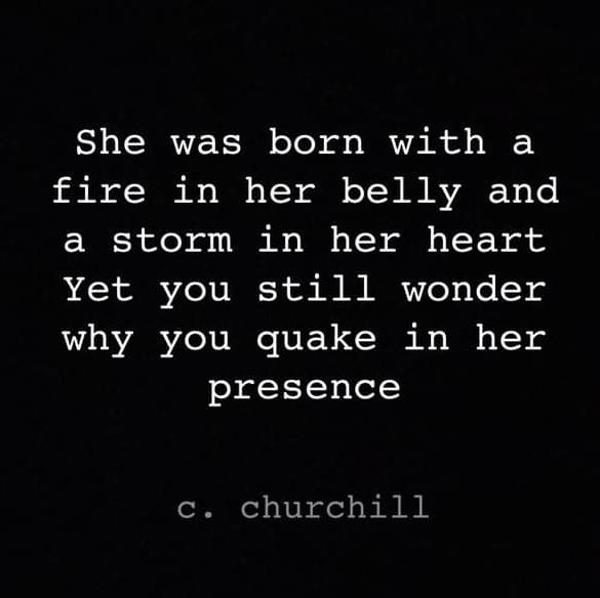 She was born with a
fire in her belly and
a storm in her heart
Yet you still wonder
why you quake in her
presence
c. churchill